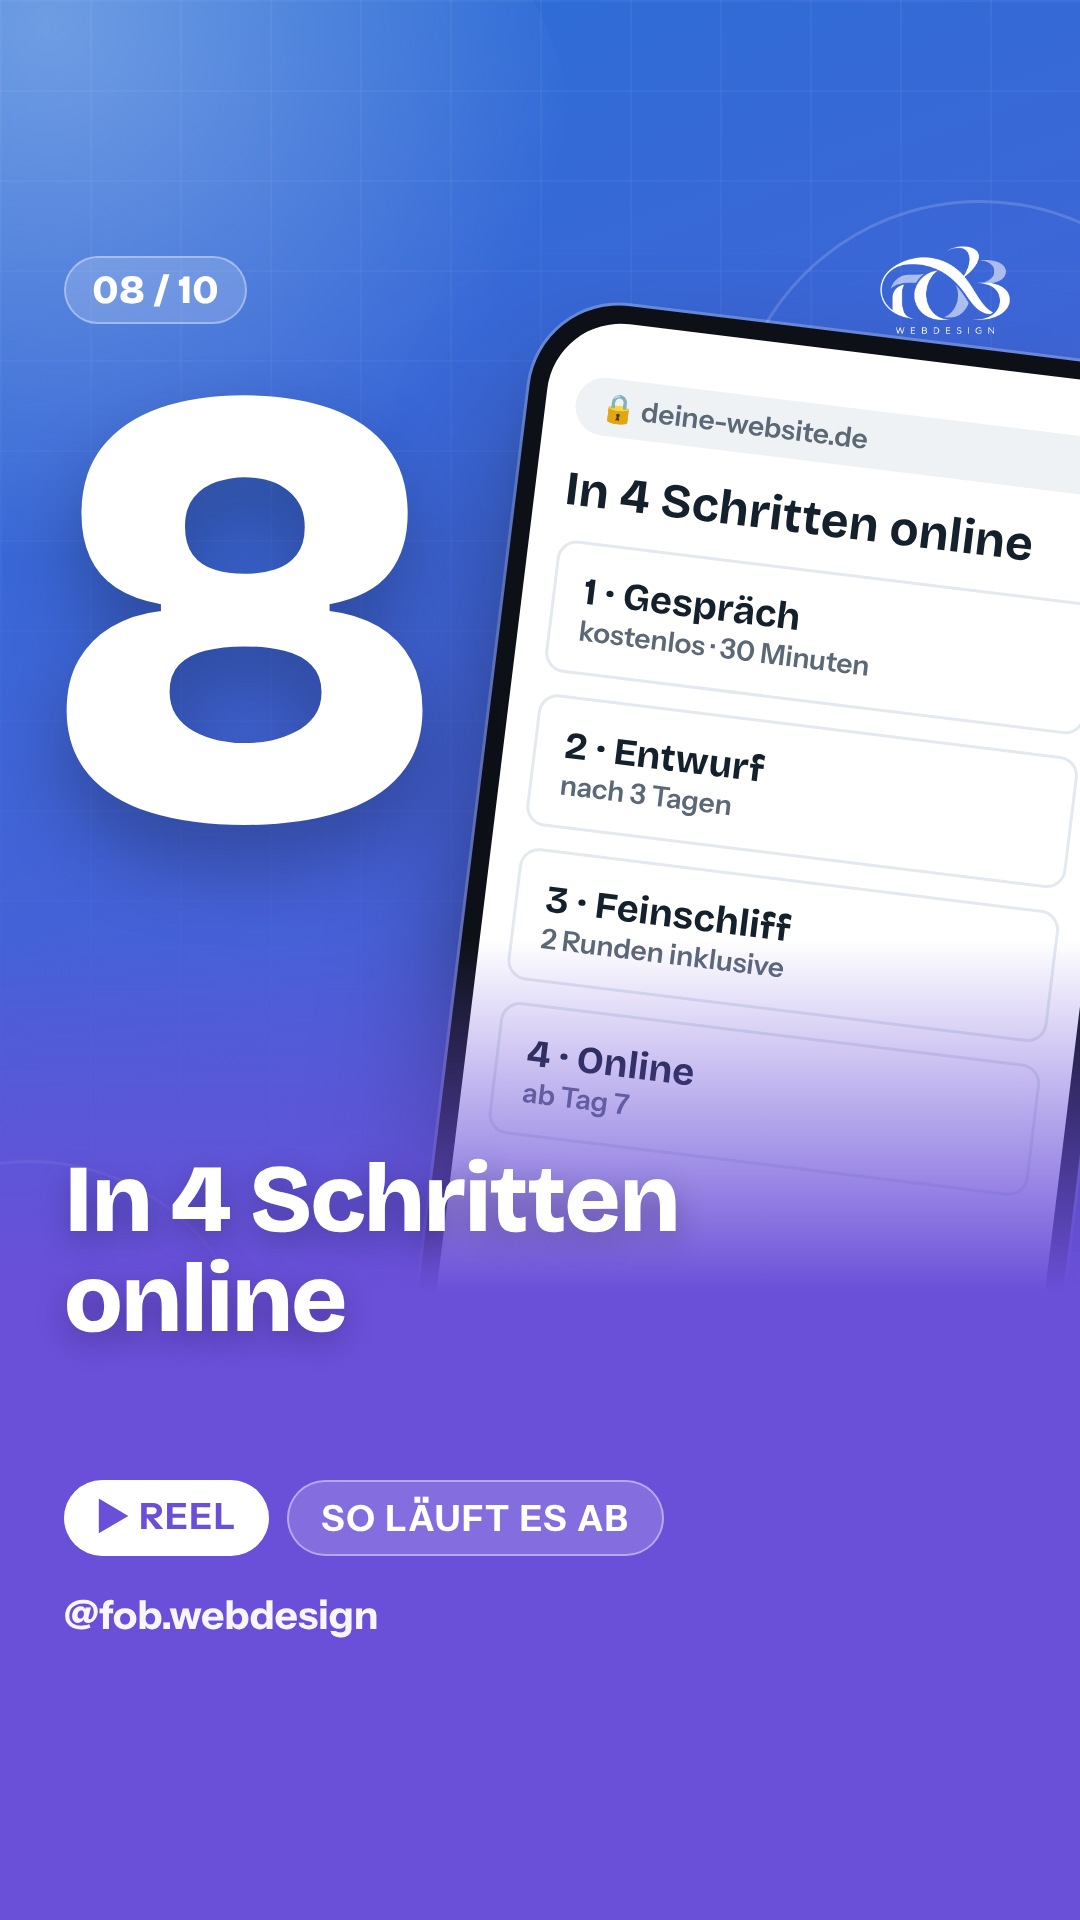 08 / 10
FOB
WEBDESIGN
8
🔒 deine-website.de
In 4 Schritten online
1 · Gespräch
kostenlos · 30 Minuten
2 · Entwurf
nach 3 Tagen
3 · Feinschliff
2 Runden inklusive
4 · Online
ab Tag 7
In 4 Schritten
online
▶ REEL
SO LÄUFT ES AB
@fob.webdesign